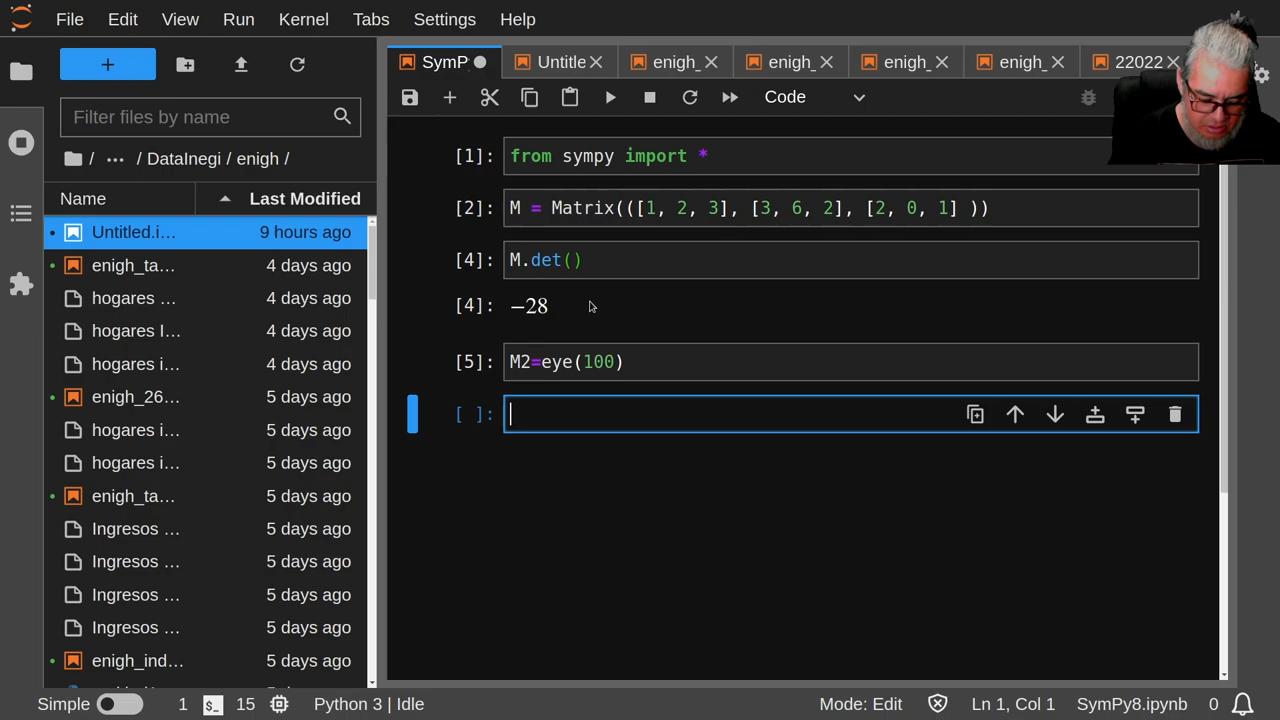 File Edit View Run Kernel Tabs Settings Help
SymP
Untitle
enigh_
enigh_
enigh_
enigh_
22022
Code
Filter files by name
/ ... / DataInegi / enigh /
Name Last Modified
Untitled.i… 9 hours ago
enigh_ta… 4 days ago
hogares … 4 days ago
hogares I… 4 days ago
hogares i… 4 days ago
enigh_26… 5 days ago
hogares i… 5 days ago
hogares i… 5 days ago
enigh_ta… 5 days ago
Ingresos … 5 days ago
Ingresos … 5 days ago
Ingresos … 5 days ago
Ingresos … 5 days ago
enigh_ind… 5 days ago
[1]: from sympy import *
[2]: M = Matrix(([1, 2, 3], [3, 6, 2], [2, 0, 1] ))
[4]: M.det()
[4]: −28
[5]: M2=eye(100)
[ ]:
Simple 1 15 Python 3 | Idle Mode: Edit Ln 1, Col 1 SymPy8.ipynb 0